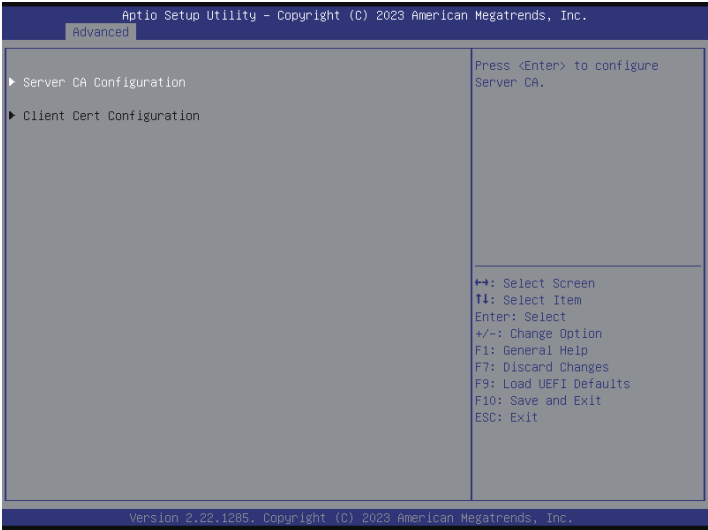 Aptio Setup Utility – Copyright (C) 2023 American Megatrends, Inc.
Advanced
Server CA Configuration
Client Cert Configuration
Press <Enter> to configure
Server CA.
↔: Select Screen
↑↓: Select Item
Enter: Select
+/-: Change Option
F1: General Help
F7: Discard Changes
F9: Load UEFI Defaults
F10: Save and Exit
ESC: Exit
Version 2.22.1285. Copyright (C) 2023 American Megatrends, Inc.